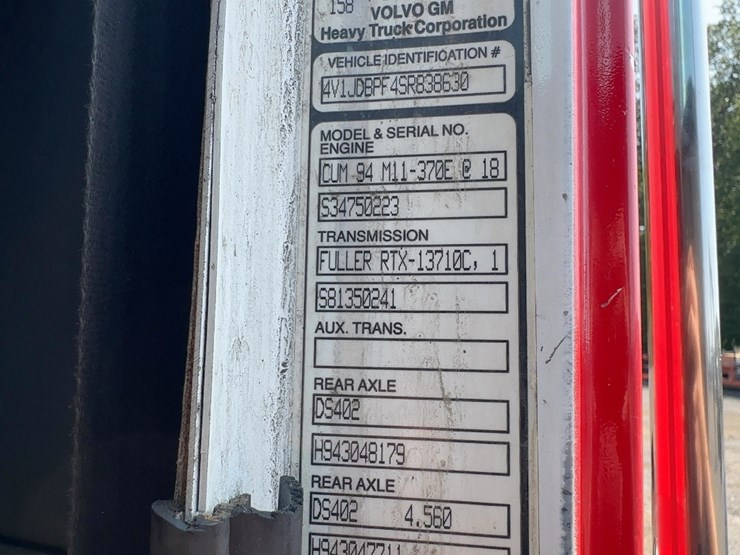 158
VOLVO GM
Heavy Truck Corporation
VEHICLE IDENTIFICATION #
4V1JDBPF4SR838630
MODEL & SERIAL NO.
ENGINE
CUM 94 M11-370E @ 18
S34750223
TRANSMISSION
FULLER RTX-13710C, 1
S81350241
AUX. TRANS.
REAR AXLE
DS402
H943048179
REAR AXLE
DS402 4.560
H943047711